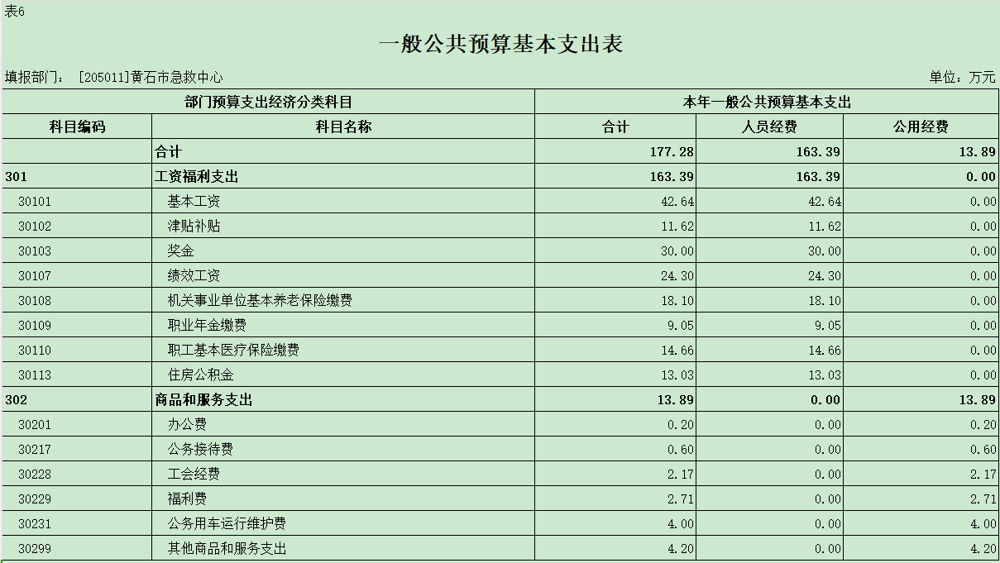 表6
一般公共预算基本支出表
填报部门： [205011]黄石市急救中心 单位：万元
部门预算支出经济分类科目 本年一般公共预算基本支出
科目编码 科目名称 合计 人员经费 公用经费
合计 177.28 163.39 13.89
301 工资福利支出 163.39 163.39 0.00
30101 基本工资 42.64 42.64 0.00
30102 津贴补贴 11.62 11.62 0.00
30103 奖金 30.00 30.00 0.00
30107 绩效工资 24.30 24.30 0.00
30108 机关事业单位基本养老保险缴费 18.10 18.10 0.00
30109 职业年金缴费 9.05 9.05 0.00
30110 职工基本医疗保险缴费 14.66 14.66 0.00
30113 住房公积金 13.03 13.03 0.00
302 商品和服务支出 13.89 0.00 13.89
30201 办公费 0.20 0.00 0.20
30217 公务接待费 0.60 0.00 0.60
30228 工会经费 2.17 0.00 2.17
30229 福利费 2.71 0.00 2.71
30231 公务用车运行维护费 4.00 0.00 4.00
30299 其他商品和服务支出 4.20 0.00 4.20